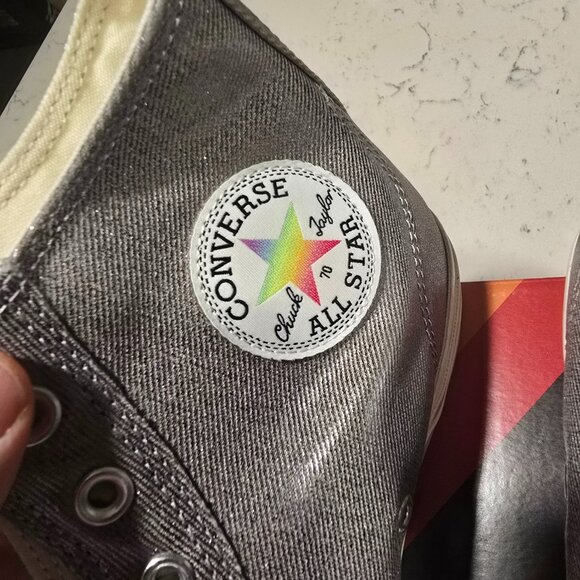 CONVERSE
Chuck Taylor
70
ALL STAR